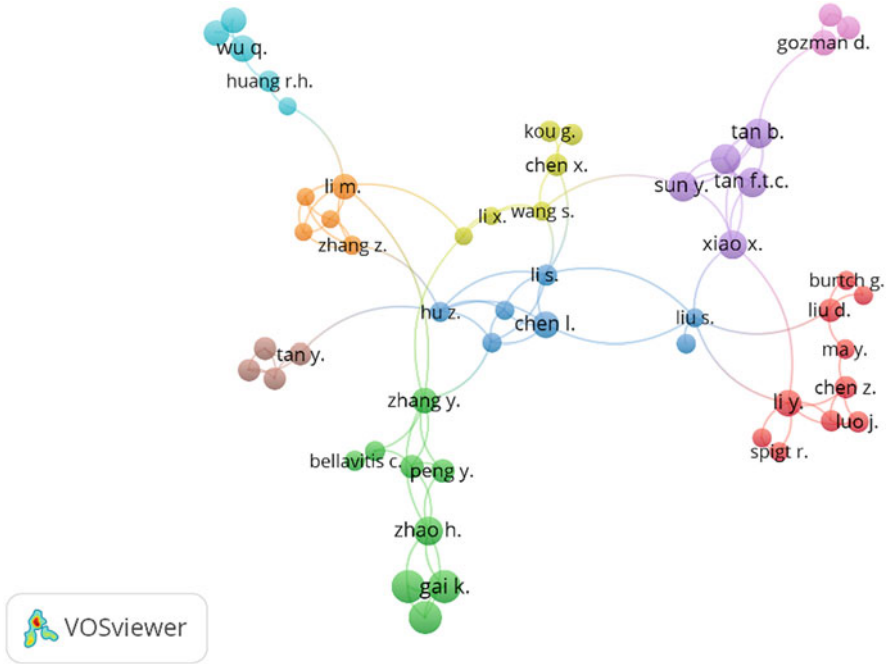 gozman d.
wu q.
huang r.h.
kou g.
tan b.
chen x.
li m.
sun y.
tan f.t.c.
li x.
wang s.
zhang z.
xiao x.
li s.
burtch g.
hu z.
chen l.
liu s.
liu d.
tan y.
ma y.
chen z.
zhang y.
li y.
luo j.
bellavitis c.
peng y.
spigt r.
zhao h.
gai k.
VOSviewer